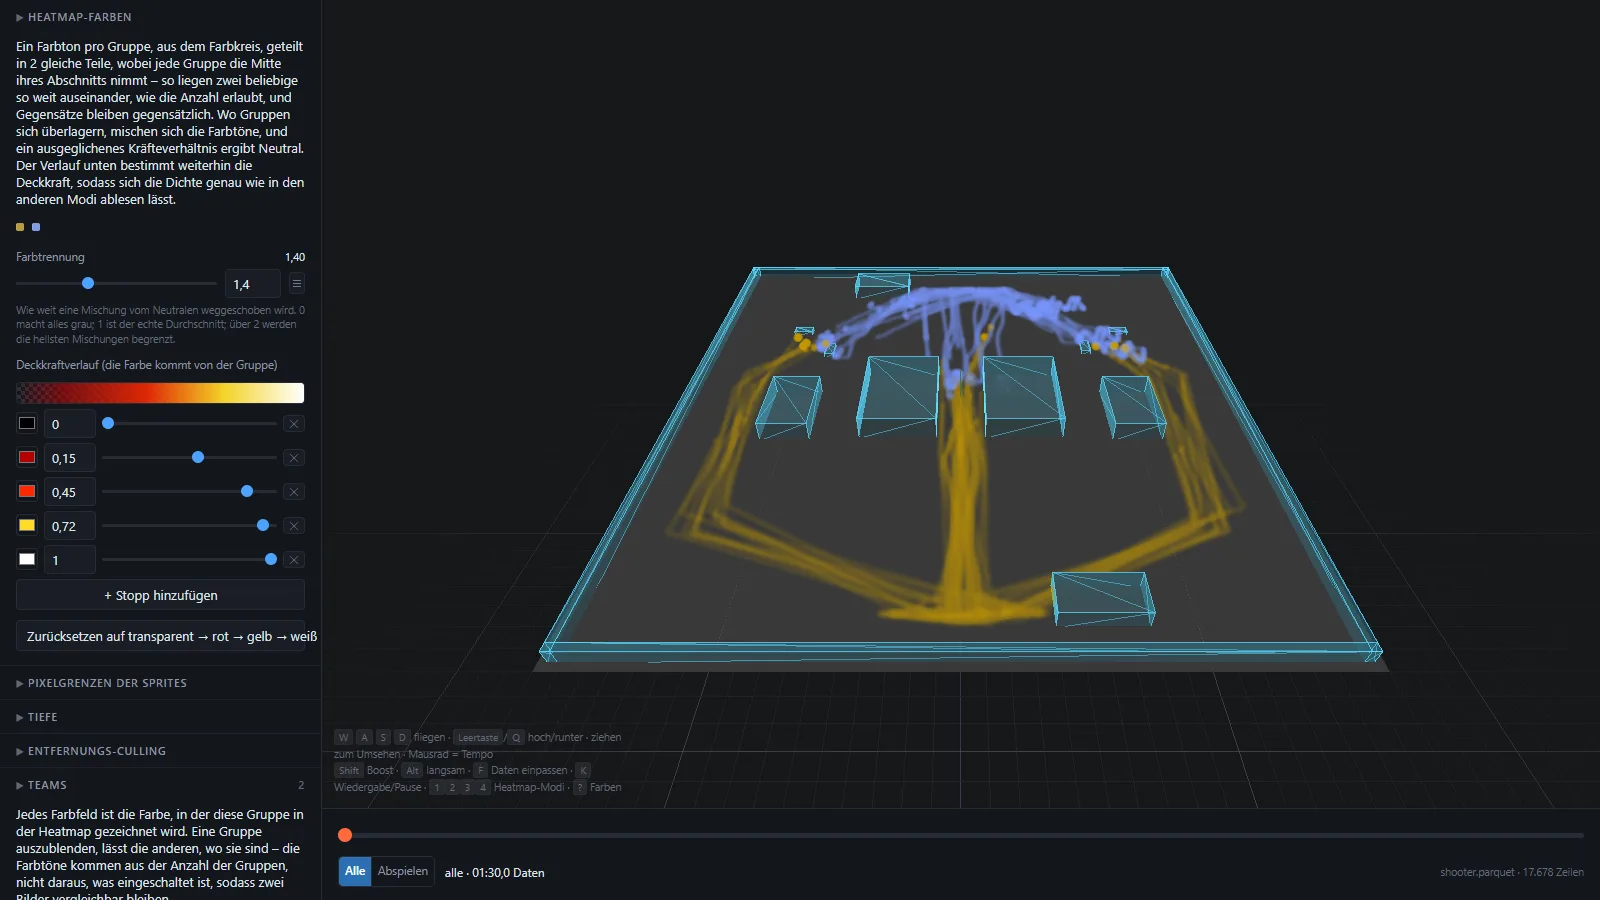 HEATMAP-FARBEN
Ein Farbton pro Gruppe, aus dem Farbkreis, geteilt
in 2 gleiche Teile, wobei jede Gruppe die Mitte
ihres Abschnitts nimmt – so liegen zwei beliebige
so weit auseinander, wie die Anzahl erlaubt, und
Gegensätze bleiben gegensätzlich. Wo Gruppen
sich überlagern, mischen sich die Farbtöne, und
ein ausgeglichenes Kräfteverhältnis ergibt Neutral.
Der Verlauf unten bestimmt weiterhin die
Deckkraft, sodass sich die Dichte genau wie in den
anderen Modi ablesen lässt.
Farbtrennung 1,40
1,4
Wie weit eine Mischung vom Neutralen weggeschoben wird. 0
macht alles grau; 1 ist der echte Durchschnitt; über 2 werden
die hellsten Mischungen begrenzt.
Deckkraftverlauf (die Farbe kommt von der Gruppe)
0
0,15
0,45
0,72
1
+ Stopp hinzufügen
Zurücksetzen auf transparent → rot → gelb → weiß
PIXELGRENZEN DER SPRITES
TIEFE
ENTFERNUNGS-CULLING
TEAMS 2
Jedes Farbfeld ist die Farbe, in der diese Gruppe in
der Heatmap gezeichnet wird. Eine Gruppe
auszublenden, lässt die anderen, wo sie sind – die
Farbtöne kommen aus der Anzahl der Gruppen,
nicht daraus, was eingeschaltet ist, sodass zwei
Bilder vergleichbar bleiben.
W A S D fliegen · Leertaste / Q hoch/runter · ziehen
zum Umsehen · Mausrad = Tempo
Shift Boost · Alt langsam · F Daten einpassen · K
Wiedergabe/Pause · 1 2 3 4 Heatmap-Modi · ? Farben
Alle Abspielen alle · 01:30,0 Daten
shooter.parquet · 17.678 Zeilen